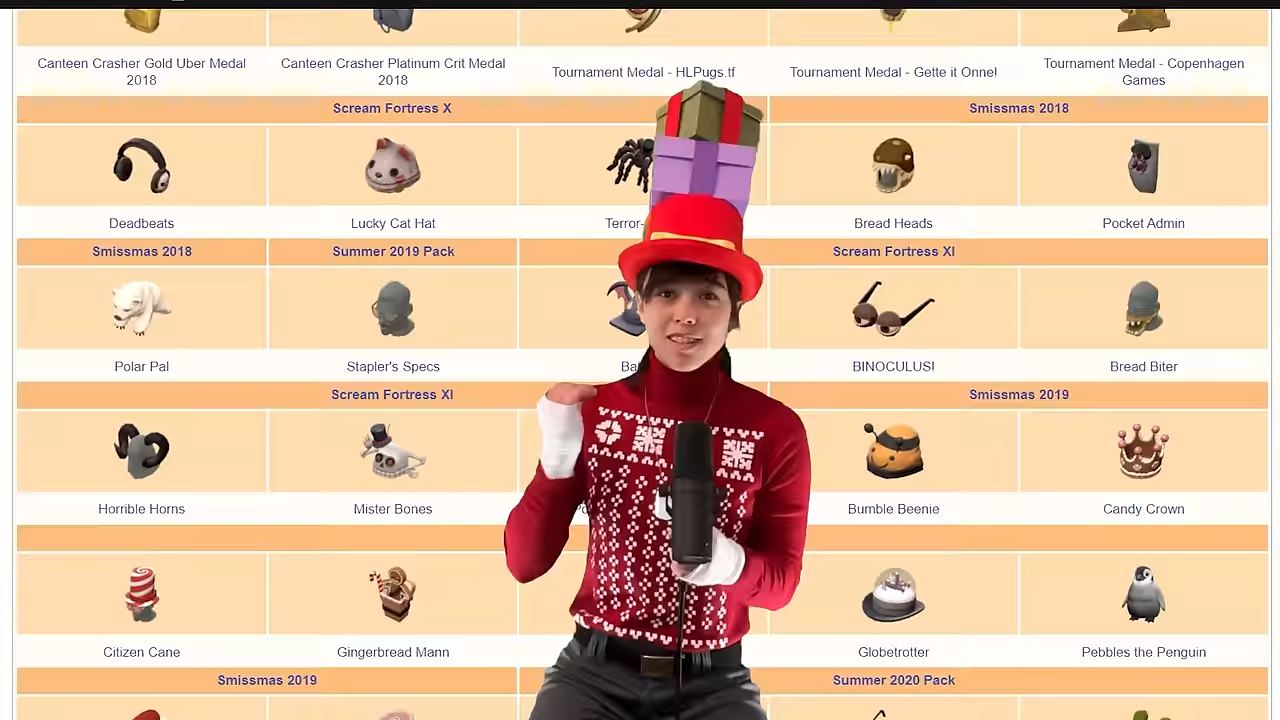 Canteen Crasher Gold Uber Medal
2018
Canteen Crasher Platinum Crit Medal
2018
Tournament Medal - HLPugs.tf
Tournament Medal - Gette it Onne!
Tournament Medal - Copenhagen
Games
Scream Fortress X
Smissmas 2018
Deadbeats
Lucky Cat Hat
Terror-
Bread Heads
Pocket Admin
Smissmas 2018
Summer 2019 Pack
Scream Fortress XI
Polar Pal
Stapler's Specs
BINOCULUS!
Bread Biter
Scream Fortress XI
Smissmas 2019
Horrible Horns
Mister Bones
Bumble Beenie
Candy Crown
Citizen Cane
Gingerbread Mann
Globetrotter
Pebbles the Penguin
Smissmas 2019
Summer 2020 Pack